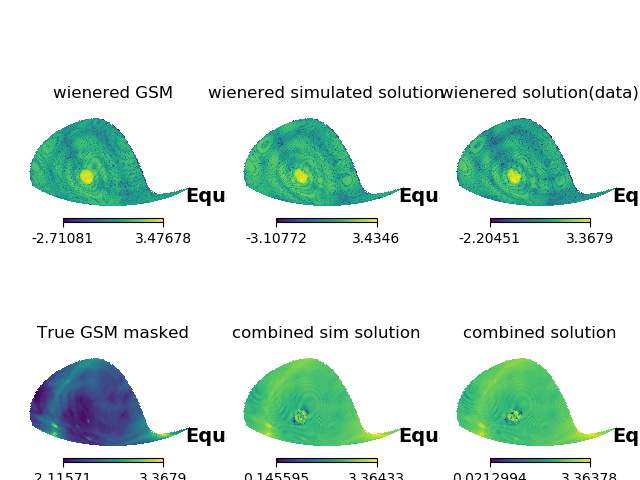 wienered GSM
wienered simulated solution
wienered solution(data)
Equ
Equ
Eq
-2.71081
3.47678
-3.10772
3.4346
-2.20451
3.3679
True GSM masked
combined sim solution
combined solution
Equ
Equ
Eq
2.11571
3.3679
0.145595
3.36433
0.0212994
3.36378